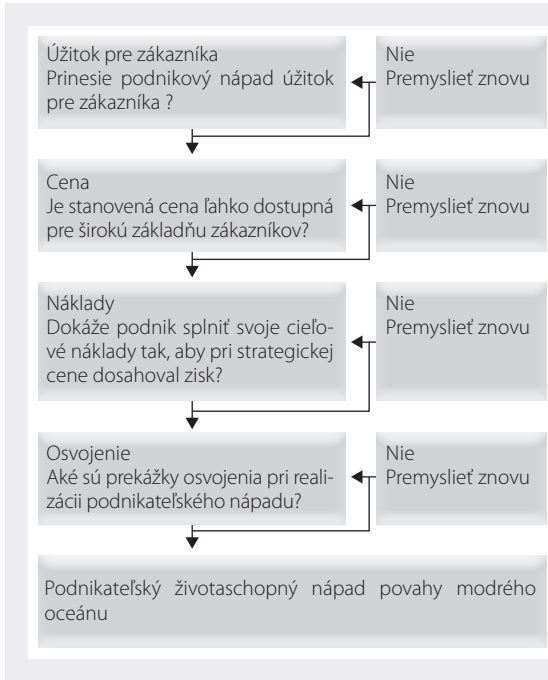 Úžitok pre zákazníka
Prinesie podnikový nápad úžitok
pre zákazníka ?
Nie
Premyslieť znovu
Cena
Je stanovená cena ľahko dostupná
pre širokú základňu zákazníkov?
Nie
Premyslieť znovu
Náklady
Dokáže podnik splniť svoje cieľo-
vé náklady tak, aby pri strategickej
cene dosahoval zisk?
Nie
Premyslieť znovu
Osvojenie
Aké sú prekážky osvojenia pri reali-
zácii podnikateľského nápadu?
Nie
Premyslieť znovu
Podnikateľský životaschopný nápad povahy modrého
oceánu